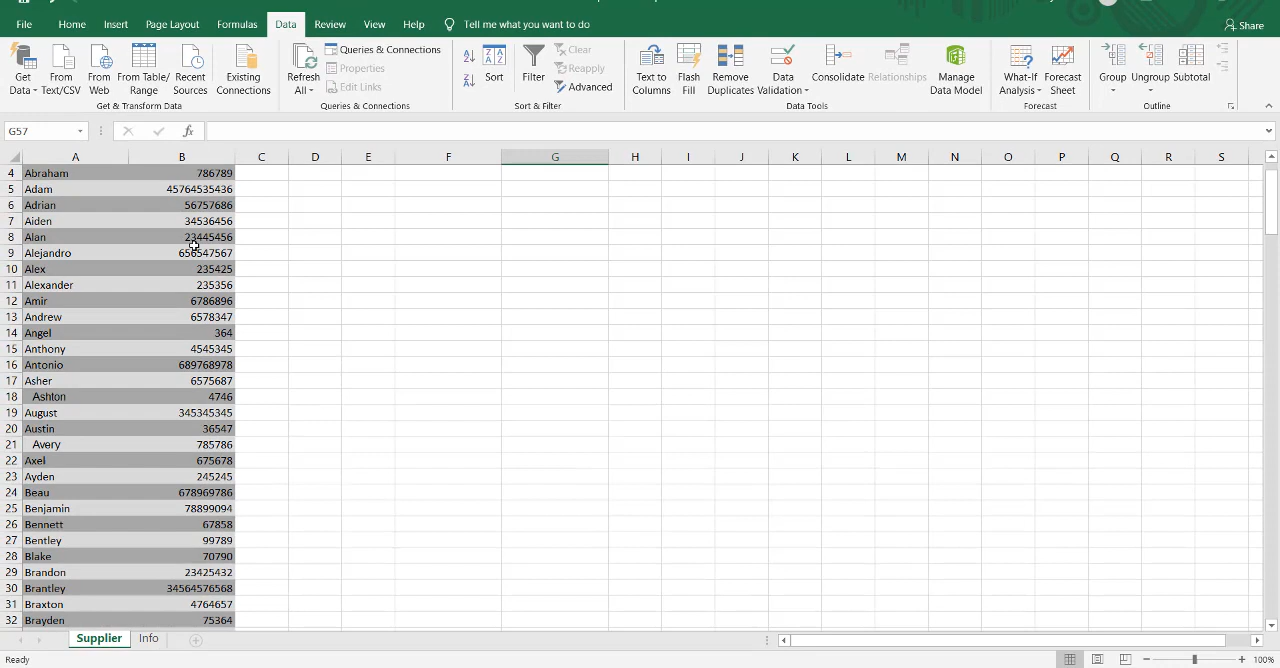 File Home Insert Page Layout Formulas Data Review View Help Tell me what you want to do Share
Get Data From Text/CSV From Web From Table/ Range Recent Sources Existing Connections
Get & Transform Data
Refresh All Queries & Connections Properties Edit Links
Queries & Connections
Sort Filter Clear Reapply Advanced
Sort & Filter
Text to Columns Flash Fill Remove Duplicates Data Validation Consolidate Relationships Manage Data Model
Data Tools
What-If Analysis Forecast Sheet
Forecast
Group Ungroup Subtotal
Outline
G57 fx
A B C D E F G H I J K L M N O P Q R S
4 Abraham 786789
5 Adam 45764535436
6 Adrian 56757686
7 Aiden 34536456
8 Alan 23445456
9 Alejandro 656547567
10 Alex 235425
11 Alexander 235356
12 Amir 6786896
13 Andrew 6578347
14 Angel 364
15 Anthony 4545345
16 Antonio 689768978
17 Asher 6575687
18 Ashton 4746
19 August 345345345
20 Austin 36547
21 Avery 785786
22 Axel 675678
23 Ayden 245245
24 Beau 678969786
25 Benjamin 78899094
26 Bennett 67858
27 Bentley 99789
28 Blake 70790
29 Brandon 23425432
30 Brantley 34564576568
31 Braxton 4764657
32 Brayden 75364
Supplier Info
Ready 100%